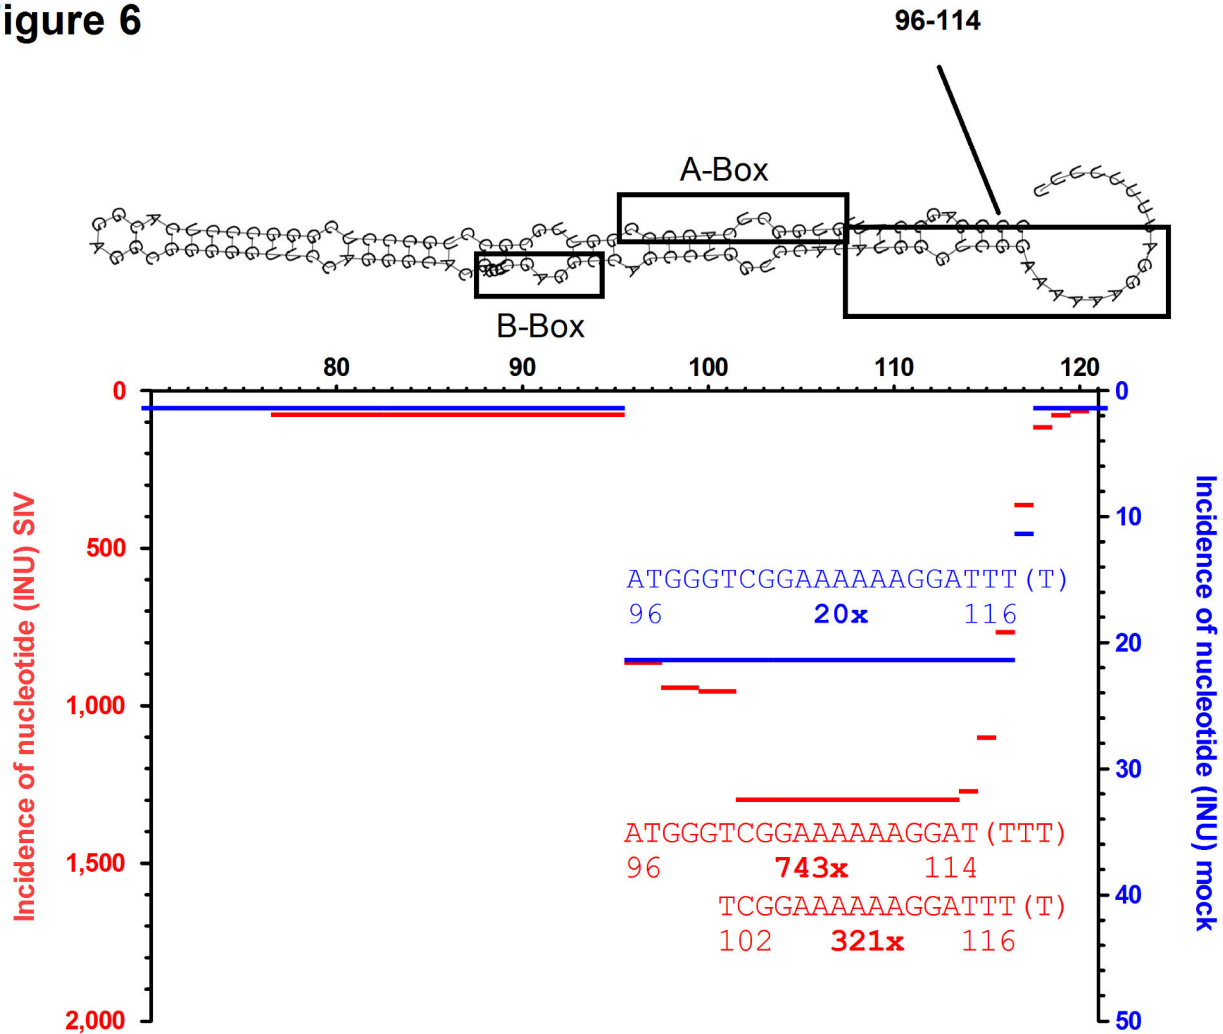 igure 6
96-114
A-Box
B-Box
80 90 100 110 120
0 0
10
500
ATGGGTCGGAAAAAAGGATTT(T)
96 20x 116
20
1,000
30
ATGGGTCGGAAAAAAGGAT(TTT)
96 743x 114
1,500
40
TCGGAAAAAAGGATTT(T)
102 321x 116
2,000 50
Incidence of nucleotide (INU) SIV
Incidence of nucleotide (INU) mock